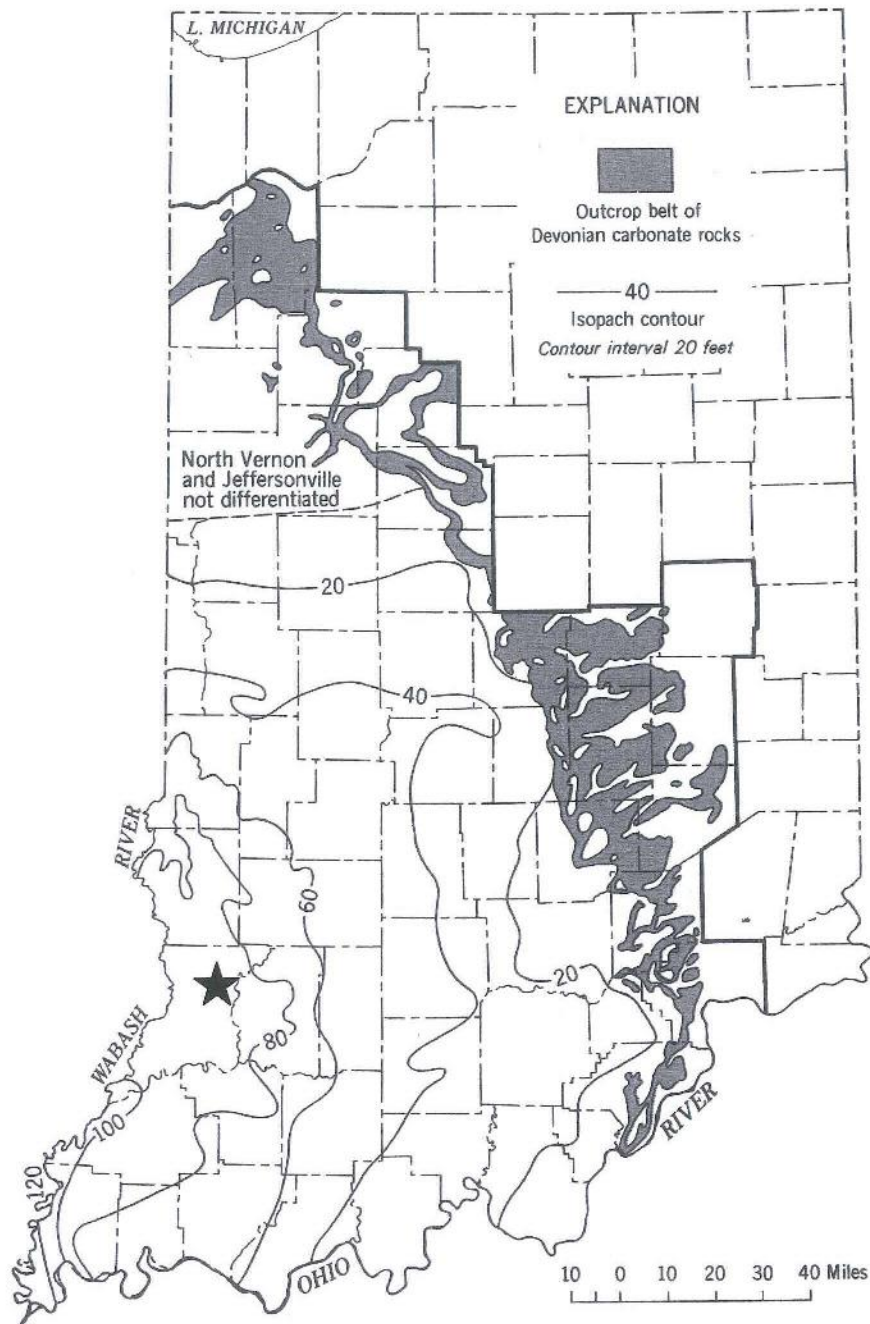 L. MICHIGAN
EXPLANATION
Outcrop belt of
Devonian carbonate rocks
40
Isopach contour
Contour interval 20 feet
North Vernon
and Jeffersonville
not differentiated
20
40
RIVER
60
20
WABASH
80
100
RIVER
120
OHIO
10 0 10 20 30 40 Miles